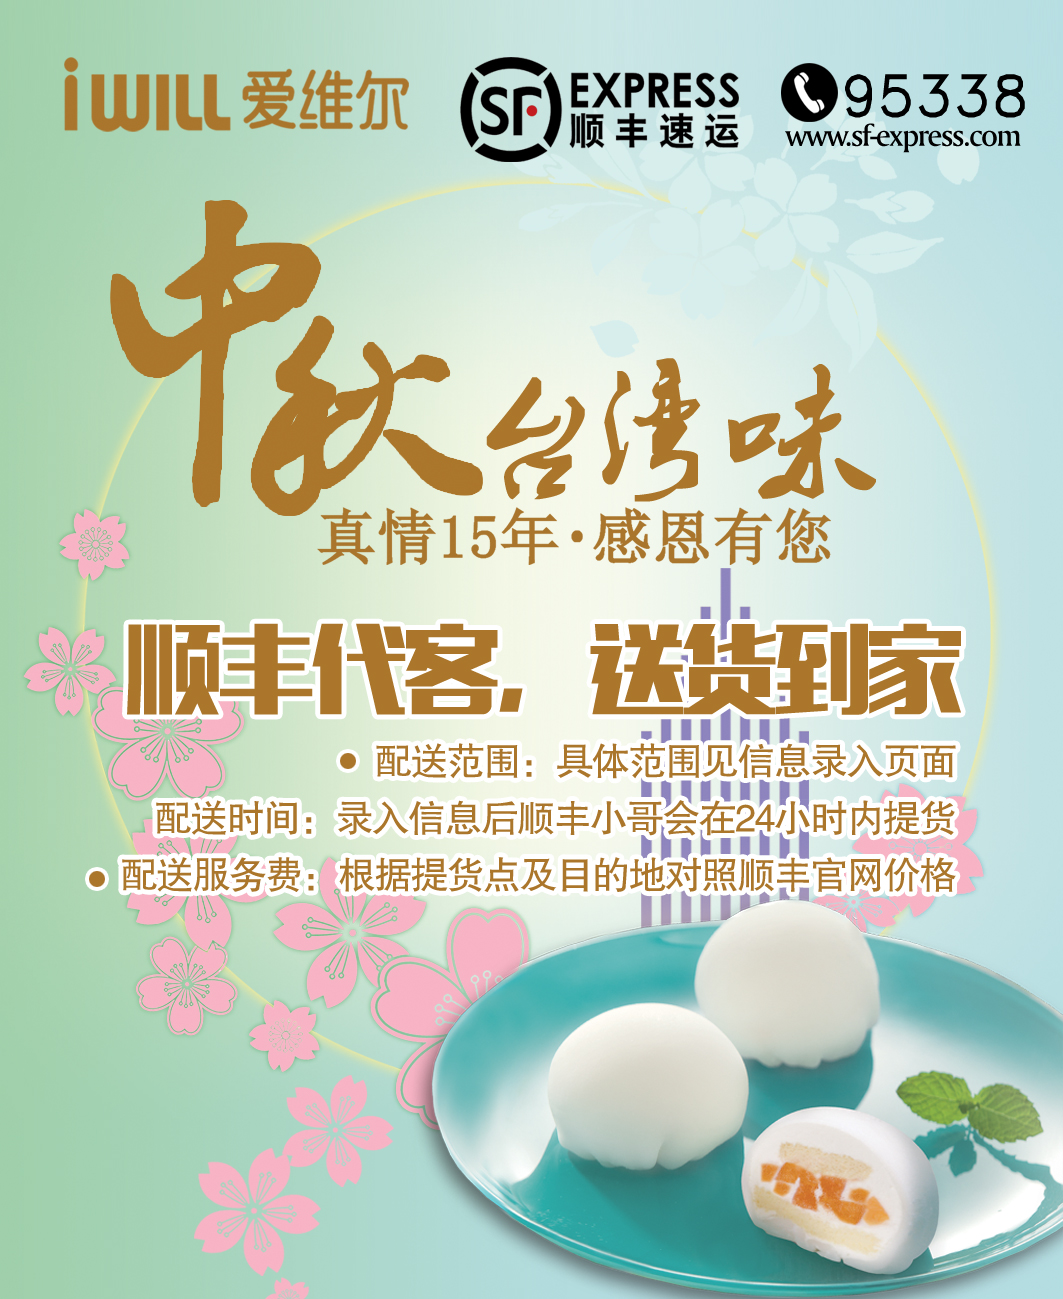 iWILL 爱维尔
SF EXPRESS
顺丰速运
95338
www.sf-express.com
中秋台湾味
真情15年·感恩有您
顺丰代客，送货到家
• 配送范围：具体范围见信息录入页面
配送时间：录入信息后顺丰小哥会在24小时内提货
• 配送服务费：根据提货点及目的地对照顺丰官网价格